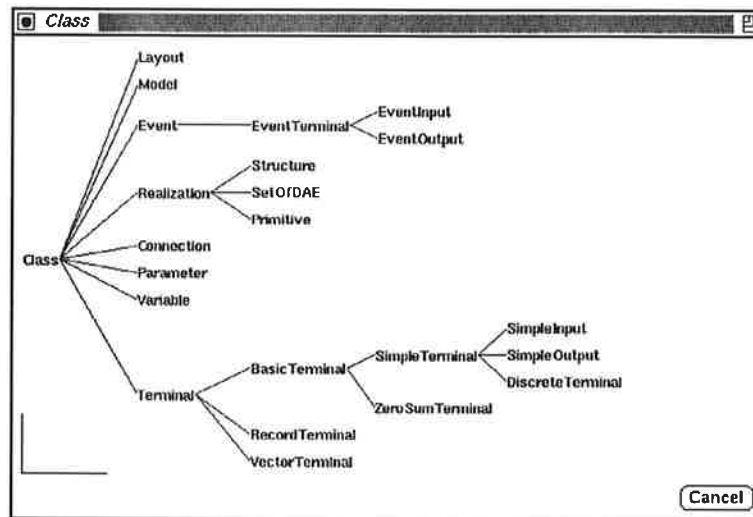 Class
Layout
Model
Event
EventTerminal
EventInput
EventOutput
Realization
Structure
SetOfDAE
Primitive
Class
Connection
Parameter
Variable
Terminal
BasicTerminal
SimpleTerminal
SimpleInput
SimpleOutput
DiscreteTerminal
ZeroSumTerminal
RecordTerminal
VectorTerminal
Cancel